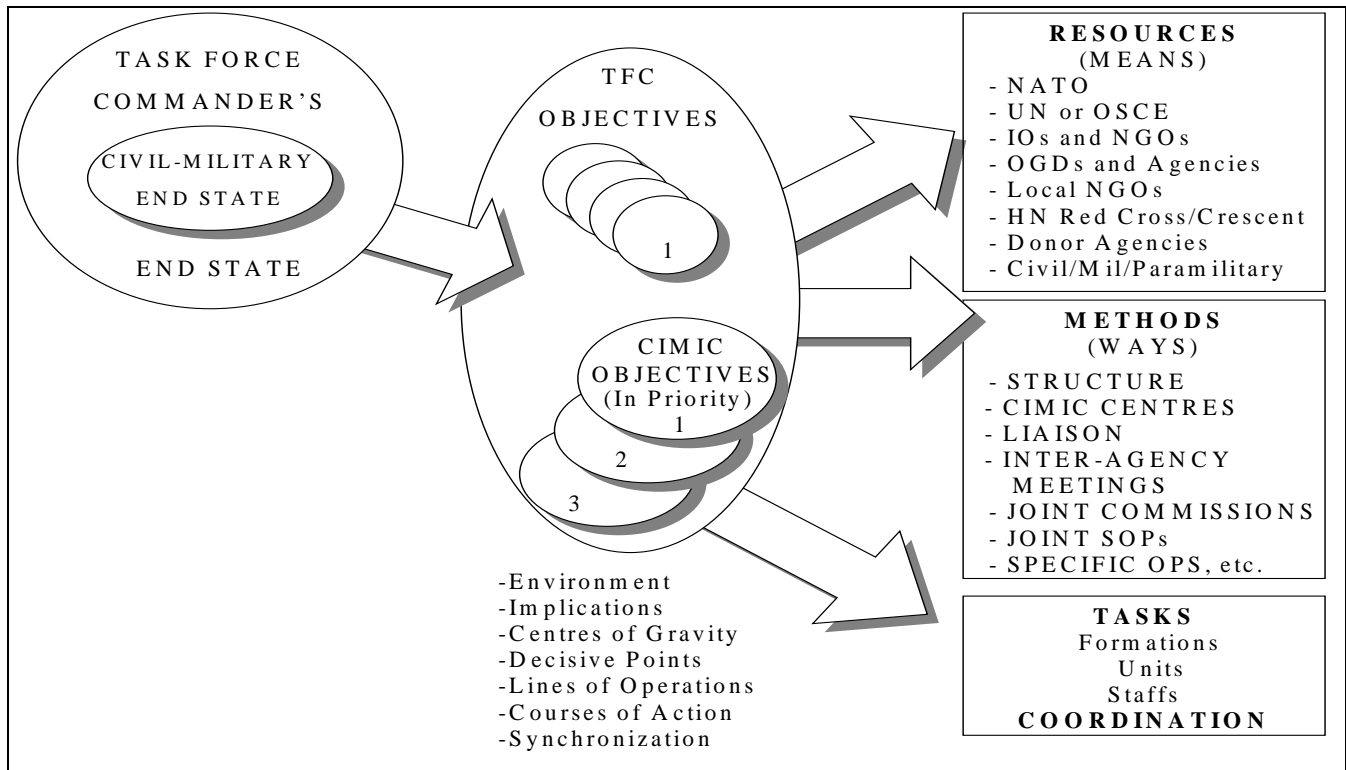 TASK FORCE
COMMANDER'S
CIVIL-MILITARY
END STATE
END STATE
TFC
OBJECTIVES
1
CIMIC
OBJECTIVES
(In Priority)
1
2
3
-Environment
-Implications
-Centres of Gravity
-Decisive Points
-Lines of Operations
-Courses of Action
-Synchronization
RESOURCES
(MEANS)
- NATO
- UN or OSCE
- IOs and NGOs
- OGDs and Agencies
- Local NGOs
- HN Red Cross/Crescent
- Donor Agencies
- Civil/Mil/Paramilitary
METHODS
(WAYS)
- STRUCTURE
- CIMIC CENTRES
- LIAISON
- INTER-AGENCY
MEETINGS
- JOINT COMMISSIONS
- JOINT SOPs
- SPECIFIC OPS, etc.
TASKS
Formations
Units
Staffs
COORDINATION